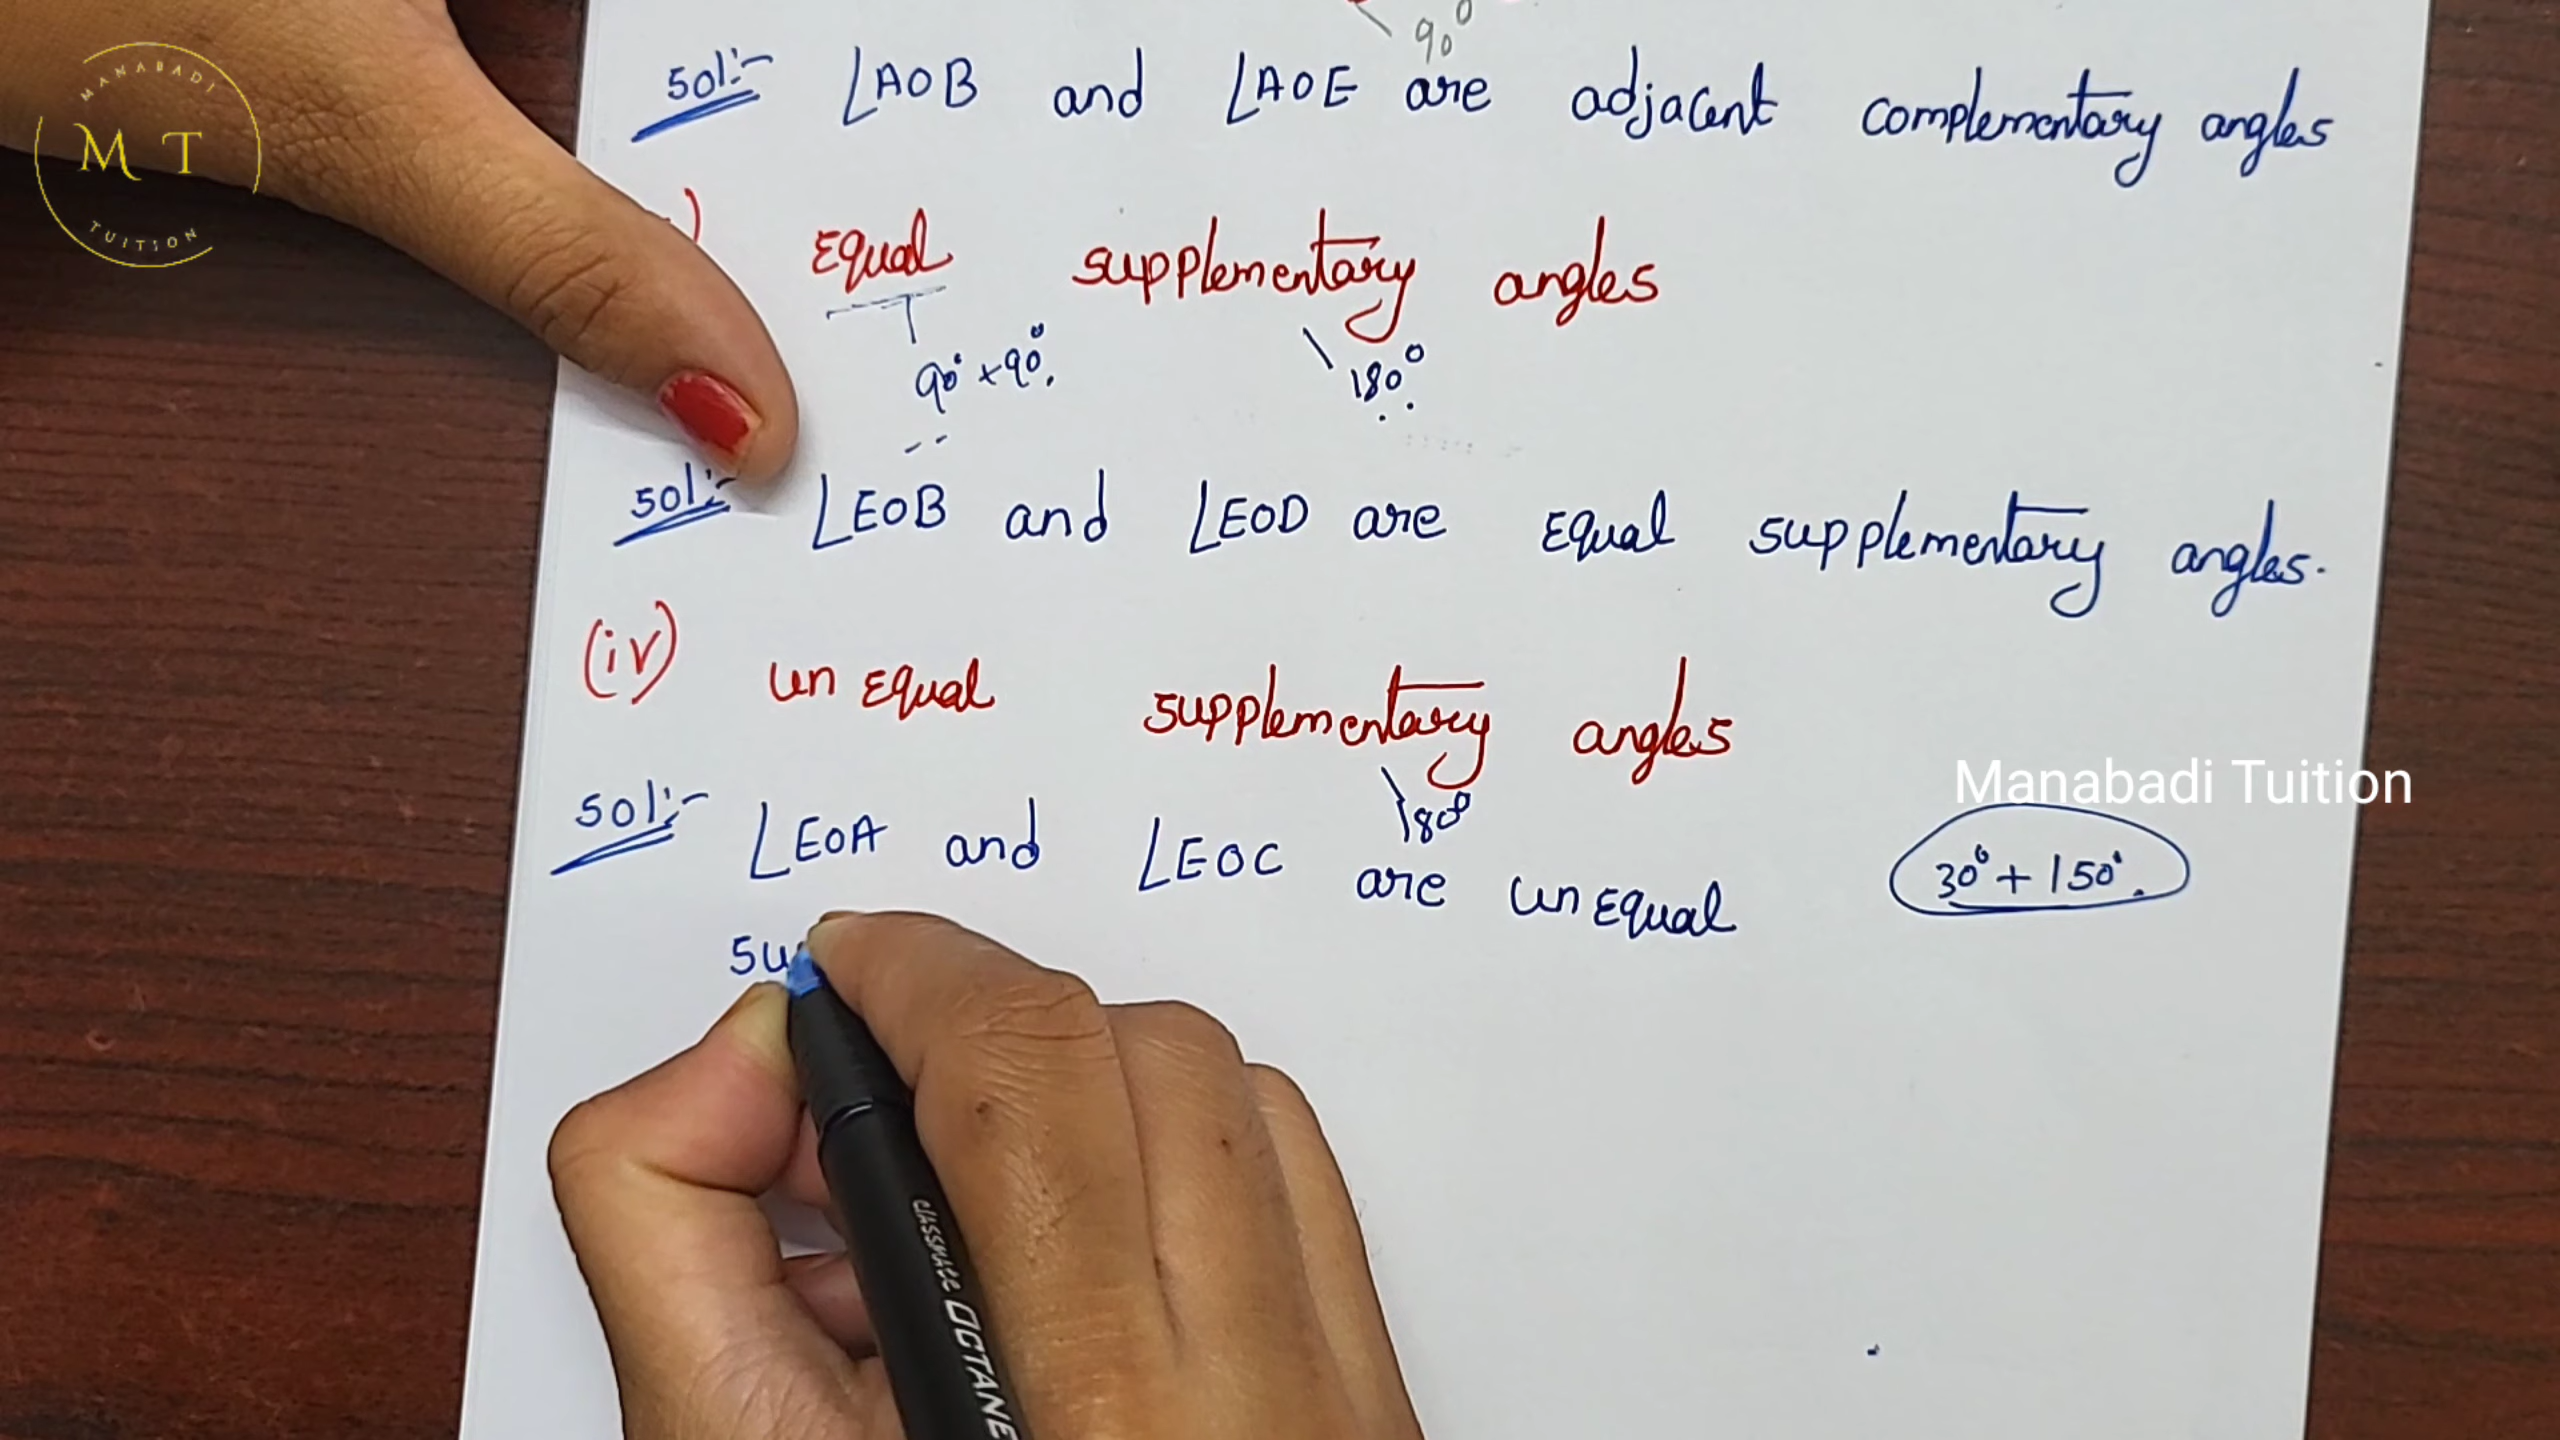 MANABADI
M T
TUITION
90°
Sol:- ∠AOB and ∠AOE are adjacent complementary angles
) Equal supplementary angles
90° + 90°. 180°
Sol:- ∠EOB and ∠EOD are Equal supplementary angles.
(iv) un Equal supplementary angles
Manabadi Tuition
180°
Sol:- ∠EOA and ∠EOC are un Equal 30° + 150°.
Su
classmate OCTANE